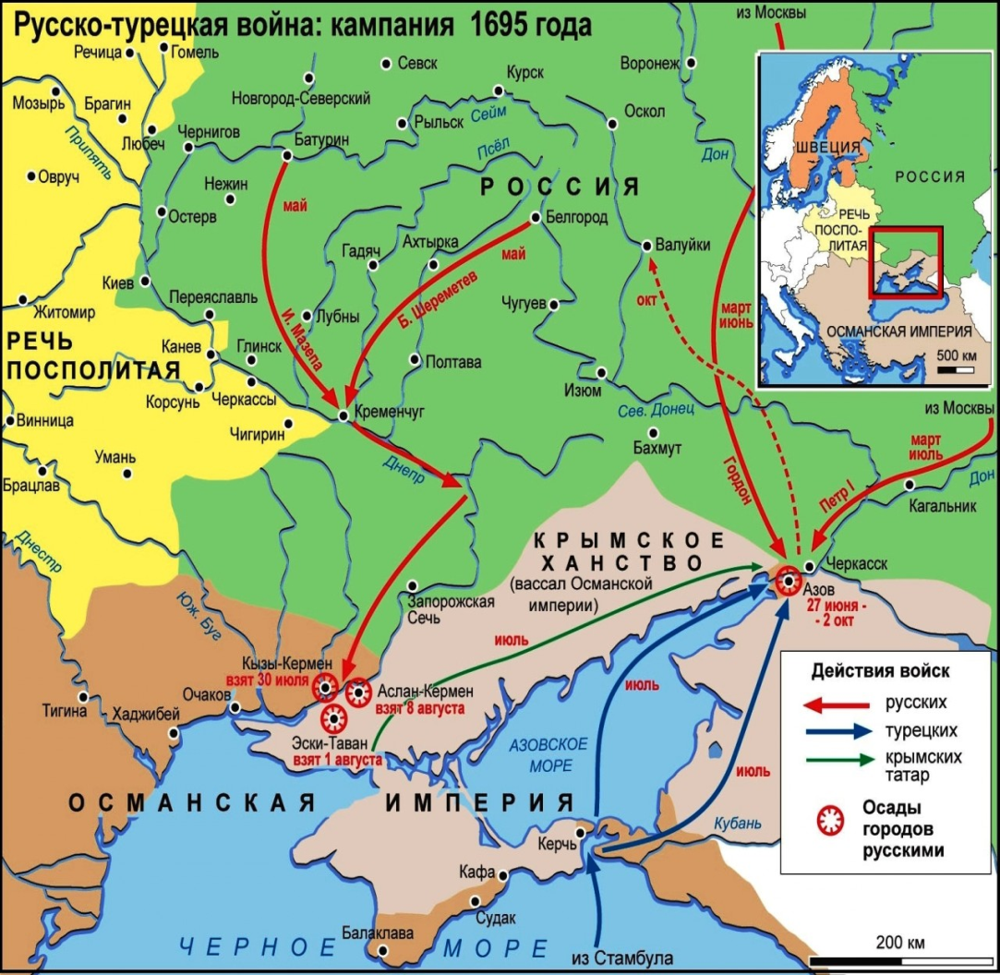 Русско-турецкая война: кампания 1695 года
из Москвы
Речица
Гомель
Севск
Воронеж
Курск
Новгород-Северский
Мозырь
Брагин
Рыльск
Сейм
Оскол
Любеч
Чернигов
Батурин
Припять
Псёл
Дон
Овруч
Нежин
РОССИЯ
май
Остерв
Белгород
Ахтырка
Гадяч
май
Валуйки
Киев
Переяславль
Житомир
Лубны
И. Мазепа
Б. Шереметев
Чугуев
окт
март
июнь
РЕЧЬ
ПОСПОЛИТАЯ
Канев
Глинск
Полтава
Корсунь
Черкассы
Изюм
Кременчуг
Сев. Донец
Винница
Чигирин
Бахмут
из Москвы
март
июль
Умань
Брацлав
Днепр
Гордон
Петр I
Дон
Кагальник
Днестр
КРЫМСКОЕ
ХАНСТВО
(вассал Османской
империи)
Черкасск
Азов
27 июня -
- 2 окт
Запорожская
Сечь
Юж. Буг
июль
Кызы-Кермен
взят 30 июля
Аслан-Кермен
взят 8 августа
июль
Очаков
Тигина
Хаджибей
Эски-Таван
взят 1 августа
АЗОВСКОЕ
МОРЕ
июль
ОСМАНСКАЯ ИМПЕРИЯ
Кубань
Керчь
Кафа
Судак
Балаклава
ЧЕРНОЕ МОРЕ
из Стамбула
ШВЕЦИЯ
РОССИЯ
РЕЧЬ
ПОСПО-
ЛИТАЯ
ОСМАНСКАЯ ИМПЕРИЯ
500 км
Действия войск
русских
турецких
крымских
татар
Осады
городов
русскими
200 км